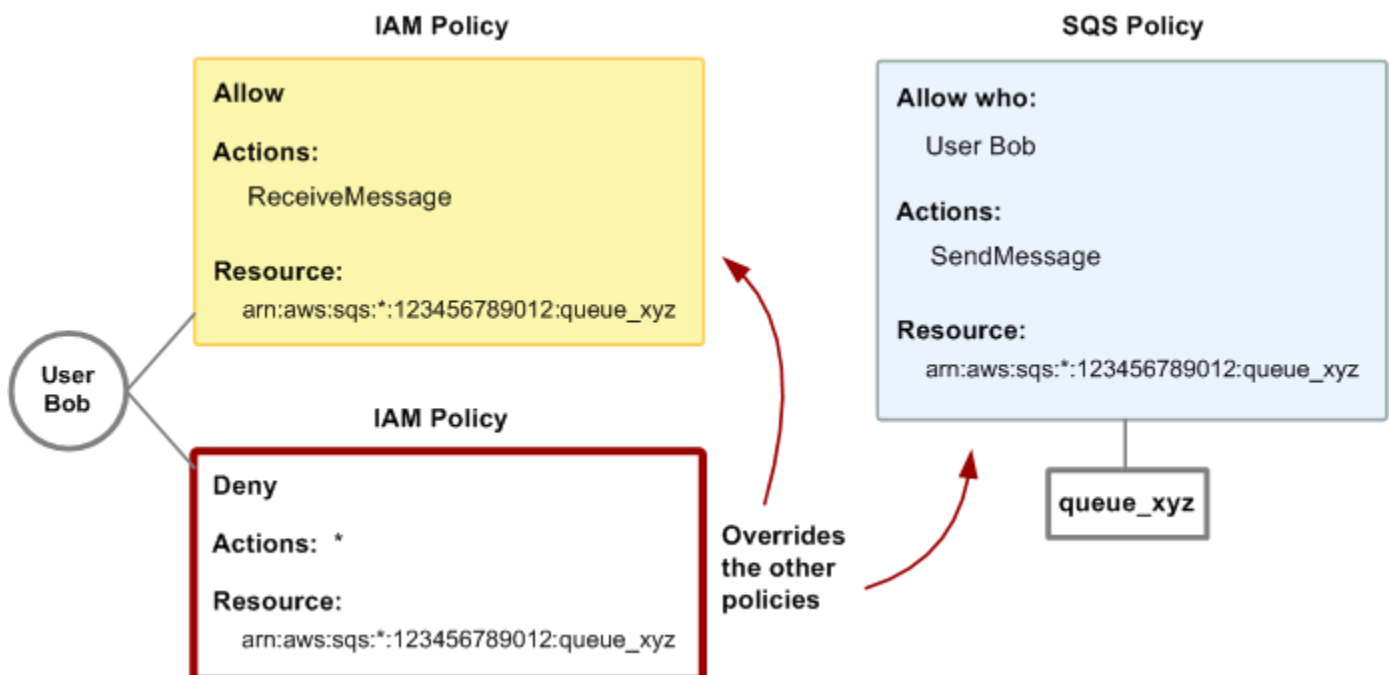 IAM Policy
Allow
Actions:
ReceiveMessage
Resource:
arn:aws:sqs:*:123456789012:queue_xyz
User
Bob
IAM Policy
Deny
Actions: *
Resource:
arn:aws:sqs:*:123456789012:queue_xyz
Overrides
the other
policies
SQS Policy
Allow who:
User Bob
Actions:
SendMessage
Resource:
arn:aws:sqs:*:123456789012:queue_xyz
queue_xyz